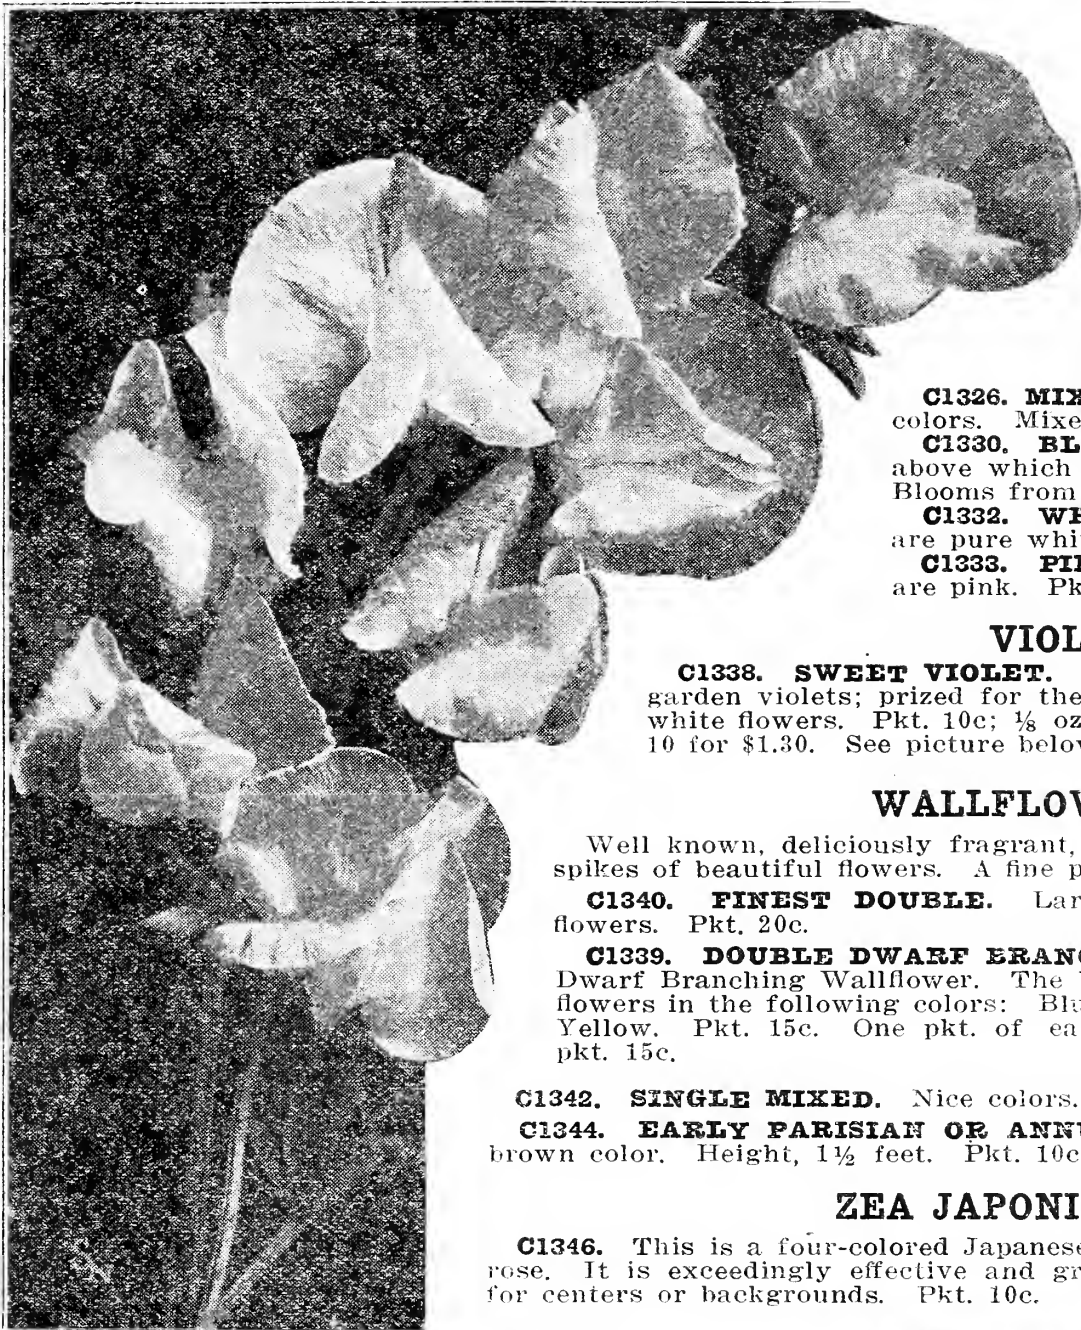 C1326. MIX
colors. Mixe
C1330. BL
above which
Blooms from
C1332. WH
are pure whi
C1333. PI
are pink. Pk
VIOL
C1338. SWEET VIOLET.
garden violets; prized for the
white flowers. Pkt. 10c; ⅛ oz
10 for $1.30. See picture below
WALLFLOW
Well known, deliciously fragrant,
spikes of beautiful flowers. A fine p
C1340. FINEST DOUBLE. Lar
flowers. Pkt. 20c.
C1339. DOUBLE DWARF BRANC
Dwarf Branching Wallflower. The
flowers in the following colors: Blu
Yellow. Pkt. 15c. One pkt. of ea
pkt. 15c.
C1342. SINGLE MIXED. Nice colors.
C1344. EARLY PARISIAN OR ANNU
brown color. Height, 1½ feet. Pkt. 10c
ZEA JAPONI
C1346. This is a four-colored Japanese
rose. It is exceedingly effective and gr
for centers or backgrounds. Pkt. 10c.